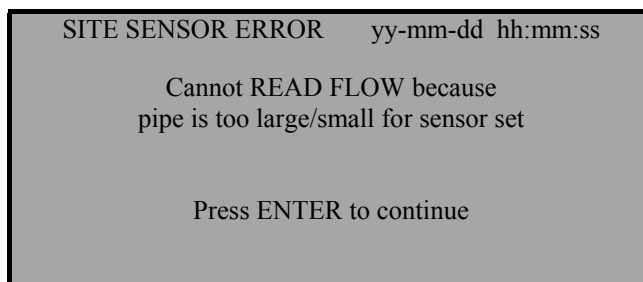 SITE SENSOR ERROR yy-mm-dd hh:mm:ss
Cannot READ FLOW because
pipe is too large/small for sensor set
Press ENTER to continue